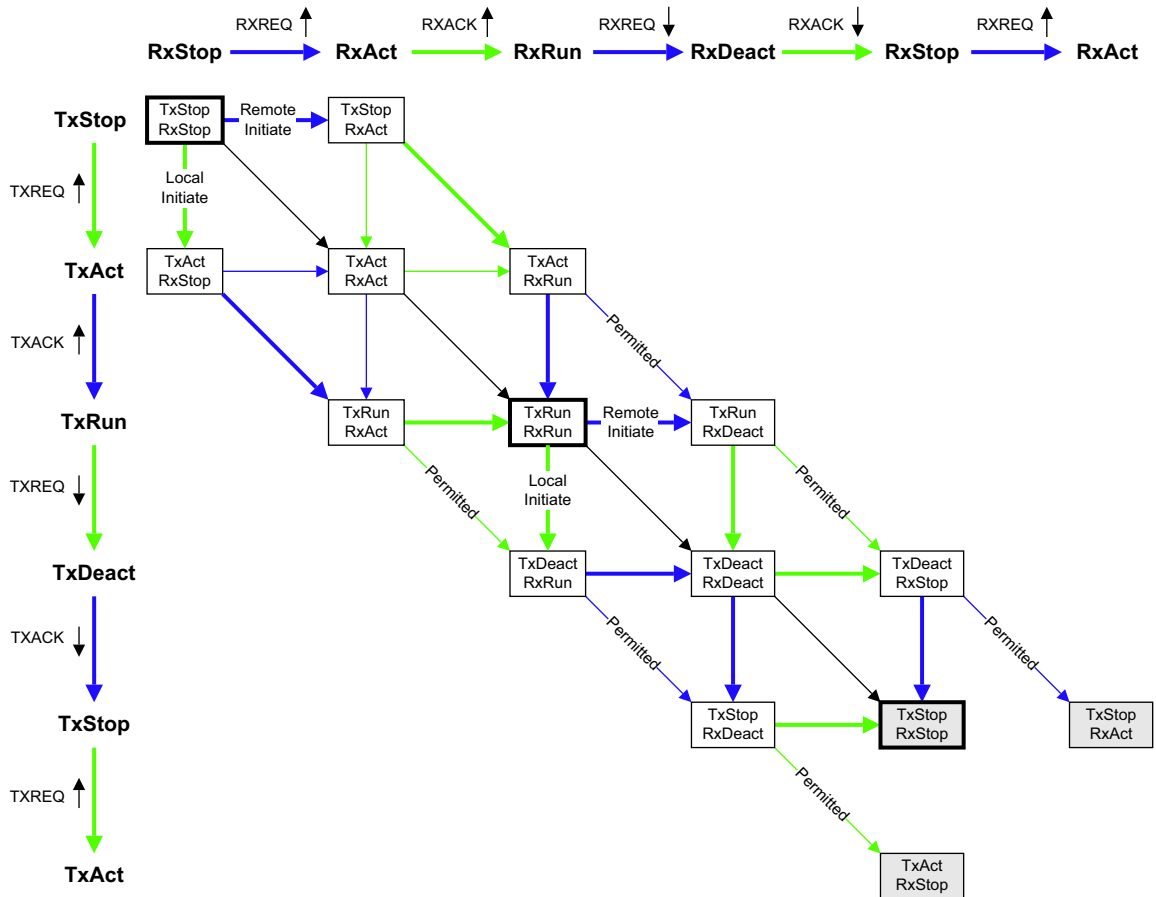 RXREQ
RXACK
RXREQ
RXACK
RXREQ
RxStop
RxAct
RxRun
RxDeact
RxStop
RxAct
TxStop
TXREQ
TxAct
TXACK
TxRun
TXREQ
TxDeact
TXACK
TxStop
TXREQ
TxAct
TxStop
RxStop
Remote
Initiate
TxStop
RxAct
Local
Initiate
TxAct
RxStop
TxAct
RxAct
TxAct
RxRun
Permitted
TxRun
RxAct
TxRun
RxRun
Remote
Initiate
TxRun
RxDeact
Permitted
Local
Initiate
Permitted
TxDeact
RxRun
TxDeact
RxDeact
TxDeact
RxStop
Permitted
Permitted
TxStop
RxDeact
TxStop
RxStop
TxStop
RxAct
Permitted
TxAct
RxStop